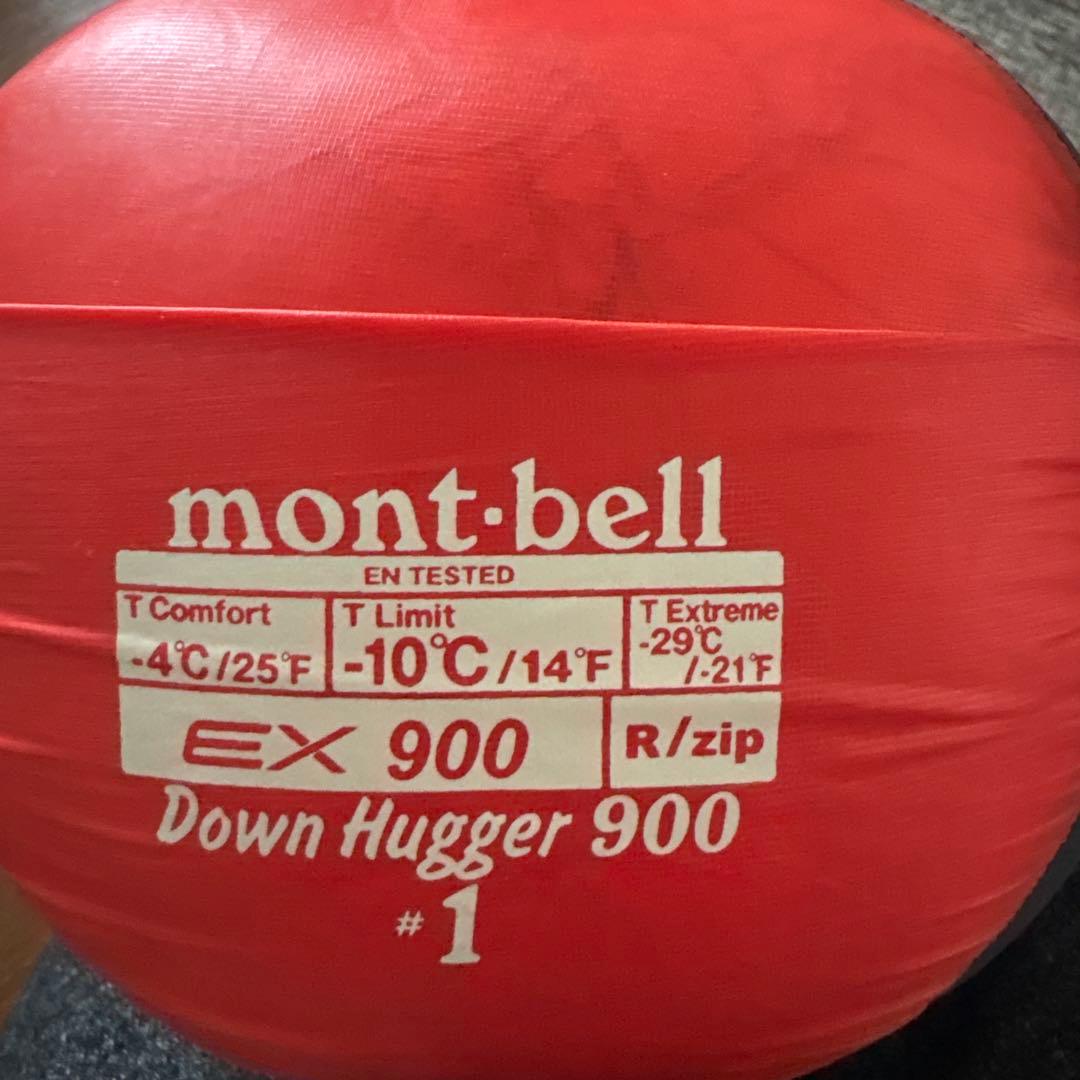 mont·bell
EN TESTED
T Comfort
-4℃/25°F
T Limit
-10℃/14°F
T Extreme
-29℃
/-21°F
EX 900
R/zip
Down Hugger 900
#1